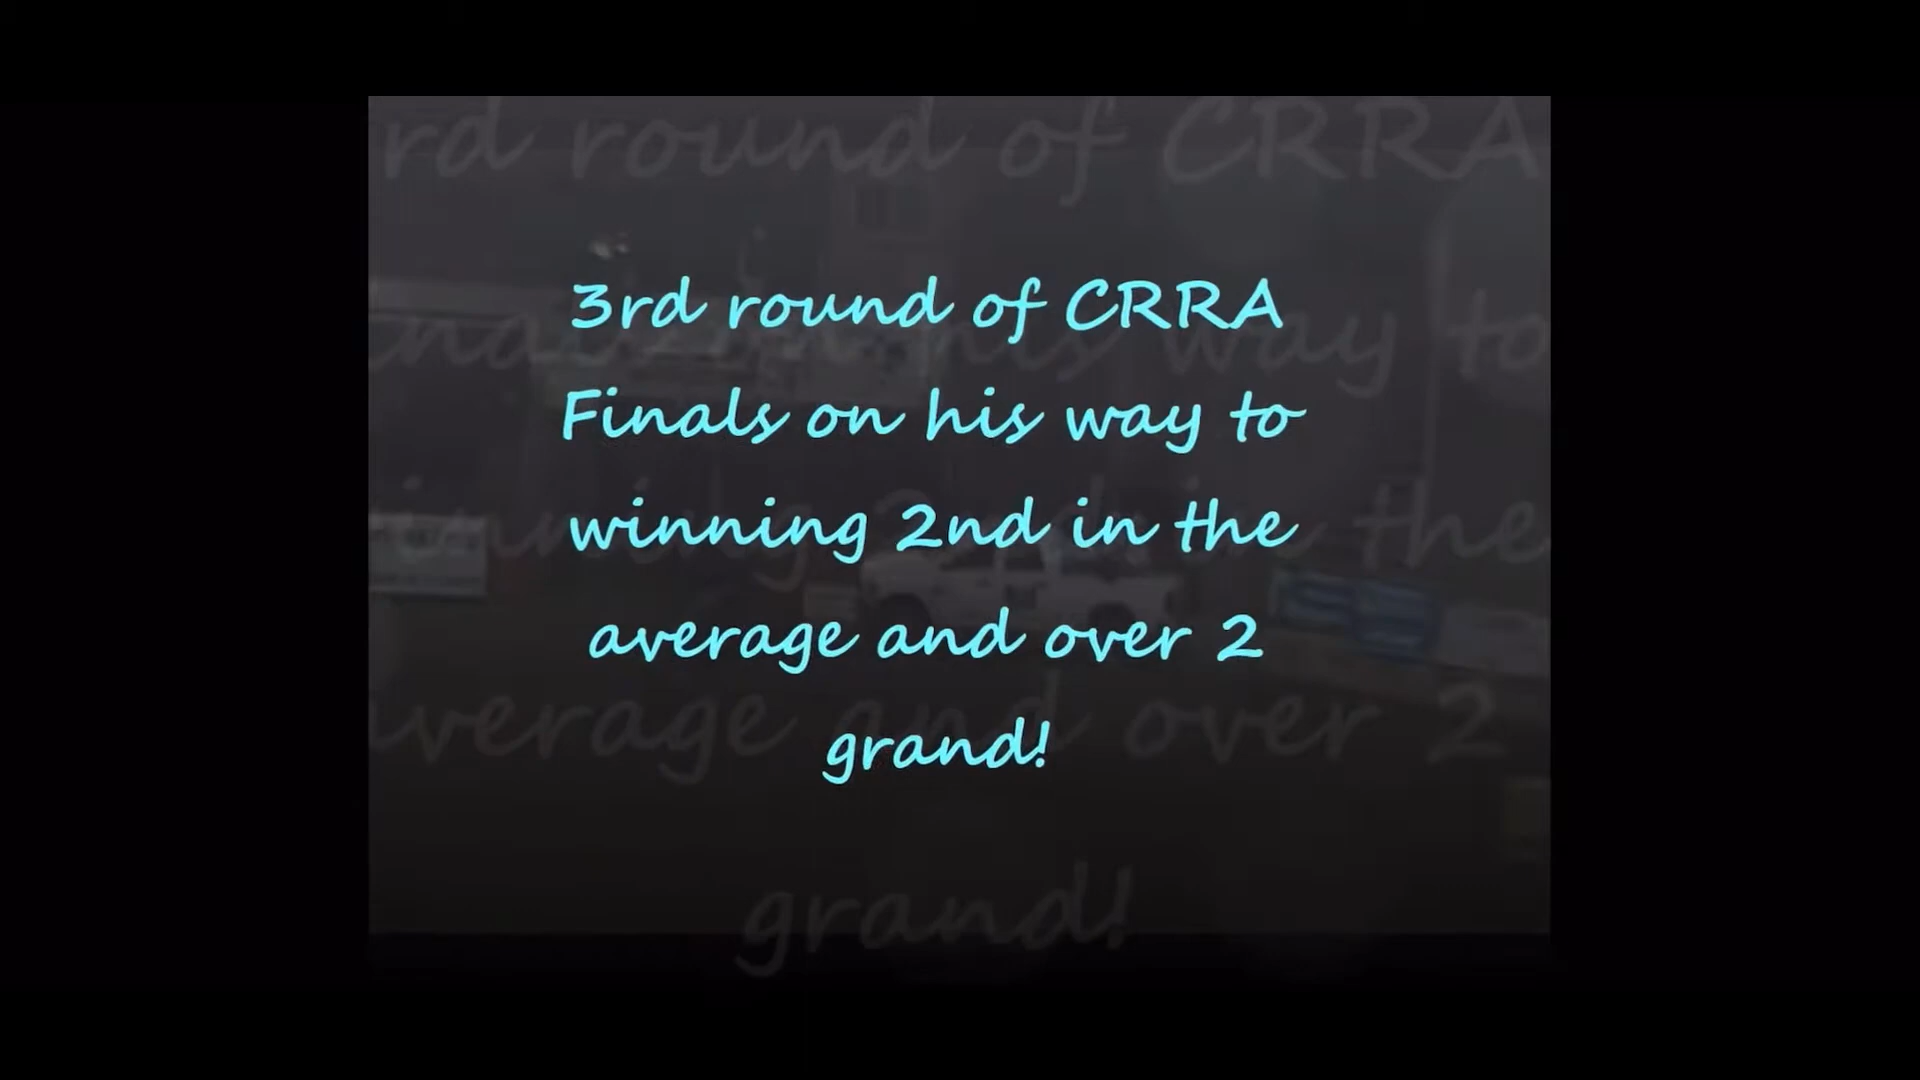 3rd round of CRRA
Finals on his way to
winning 2nd in the
average and over 2
grand!